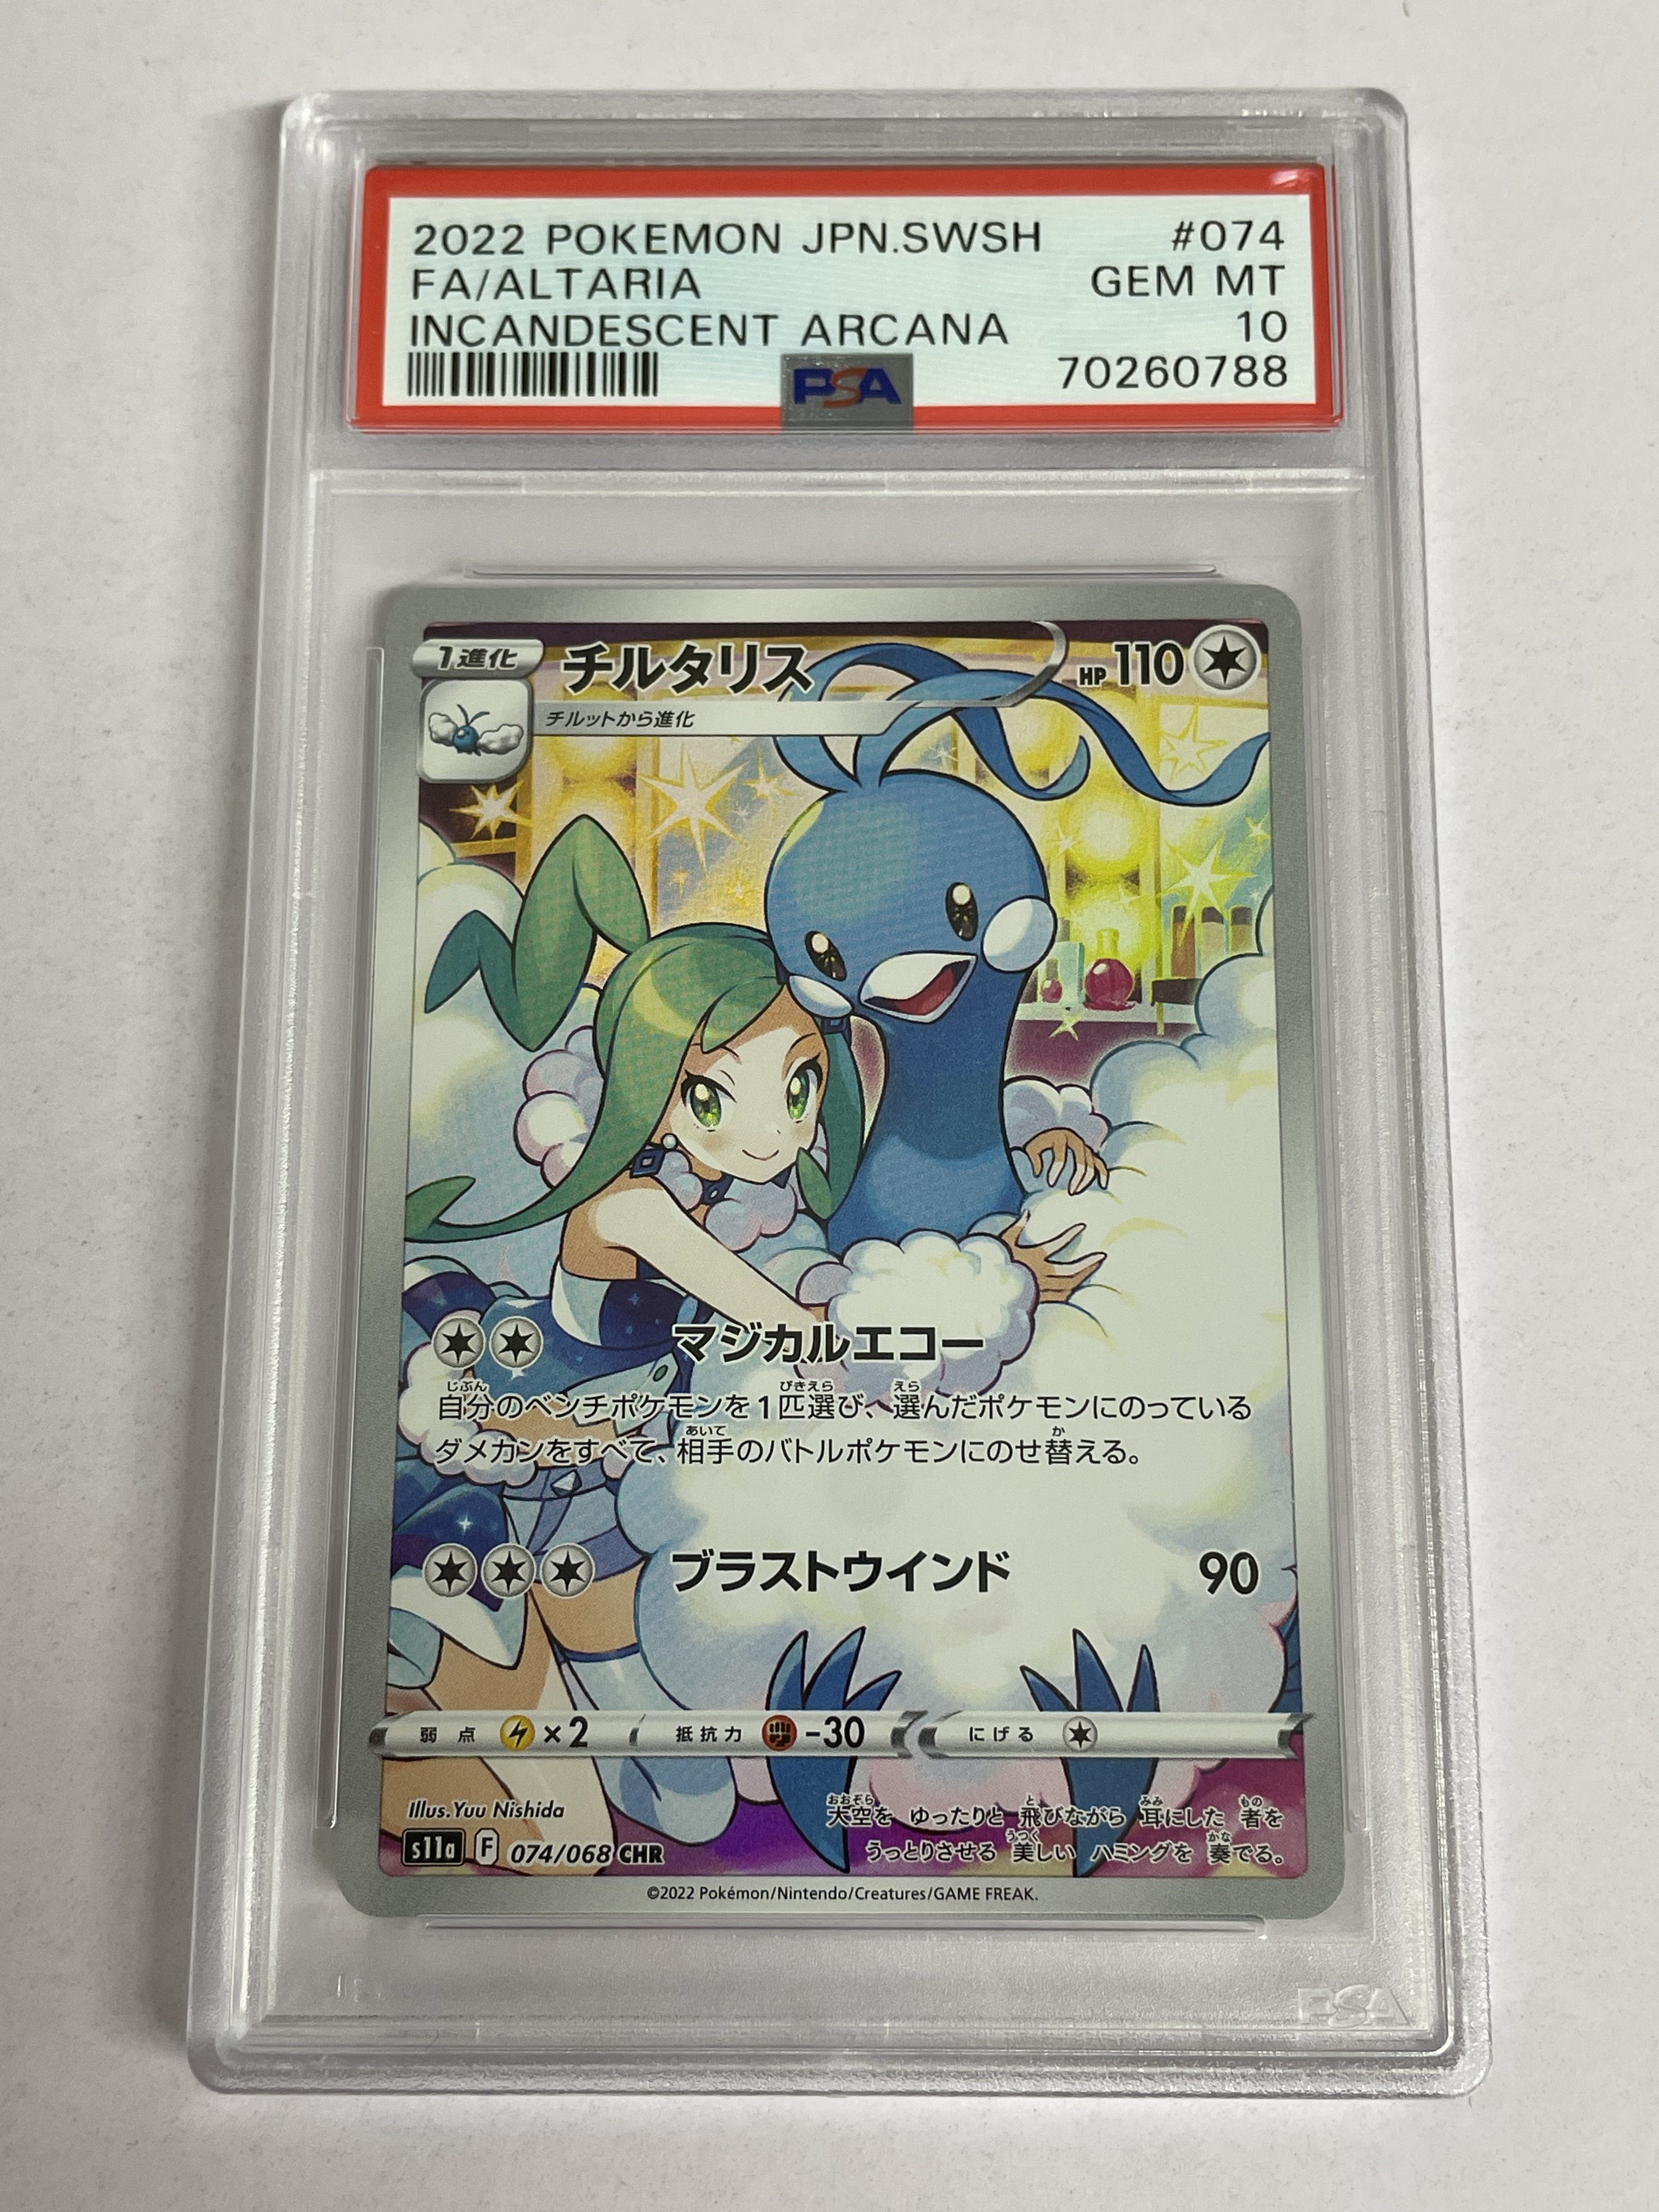 2022 POKEMON JPN.SWSH #074
FA/ALTARIA GEM MT
INCANDESCENT ARCANA 10
PSA 70260788
1進化 チルタリス HP 110
チルットから進化
マジカルエコー
自分のベンチポケモンを1匹選び、選んだポケモンにのっている
ダメカンをすべて、相手のバトルポケモンにのせ替える。
ブラストウインド 90
弱点 ×2 抵抗力 -30 にげる
Illus.Yuu Nishida
s11a F 074/068 CHR
大空を ゆったりと 飛びながら 耳にした 者を
うっとりさせる 美しい ハミングを 奏でる。
©2022 Pokémon/Nintendo/Creatures/GAME FREAK.
PSA